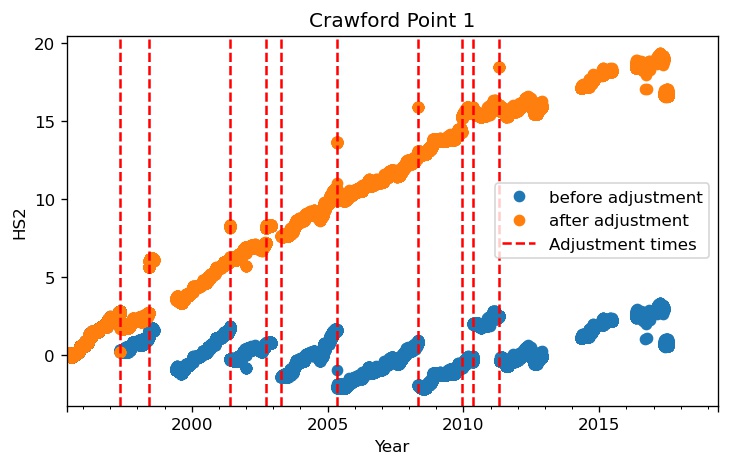 Crawford Point 1
20
15
10
5
0
HS2
before adjustment
after adjustment
Adjustment times
2000
2005
2010
2015
Year